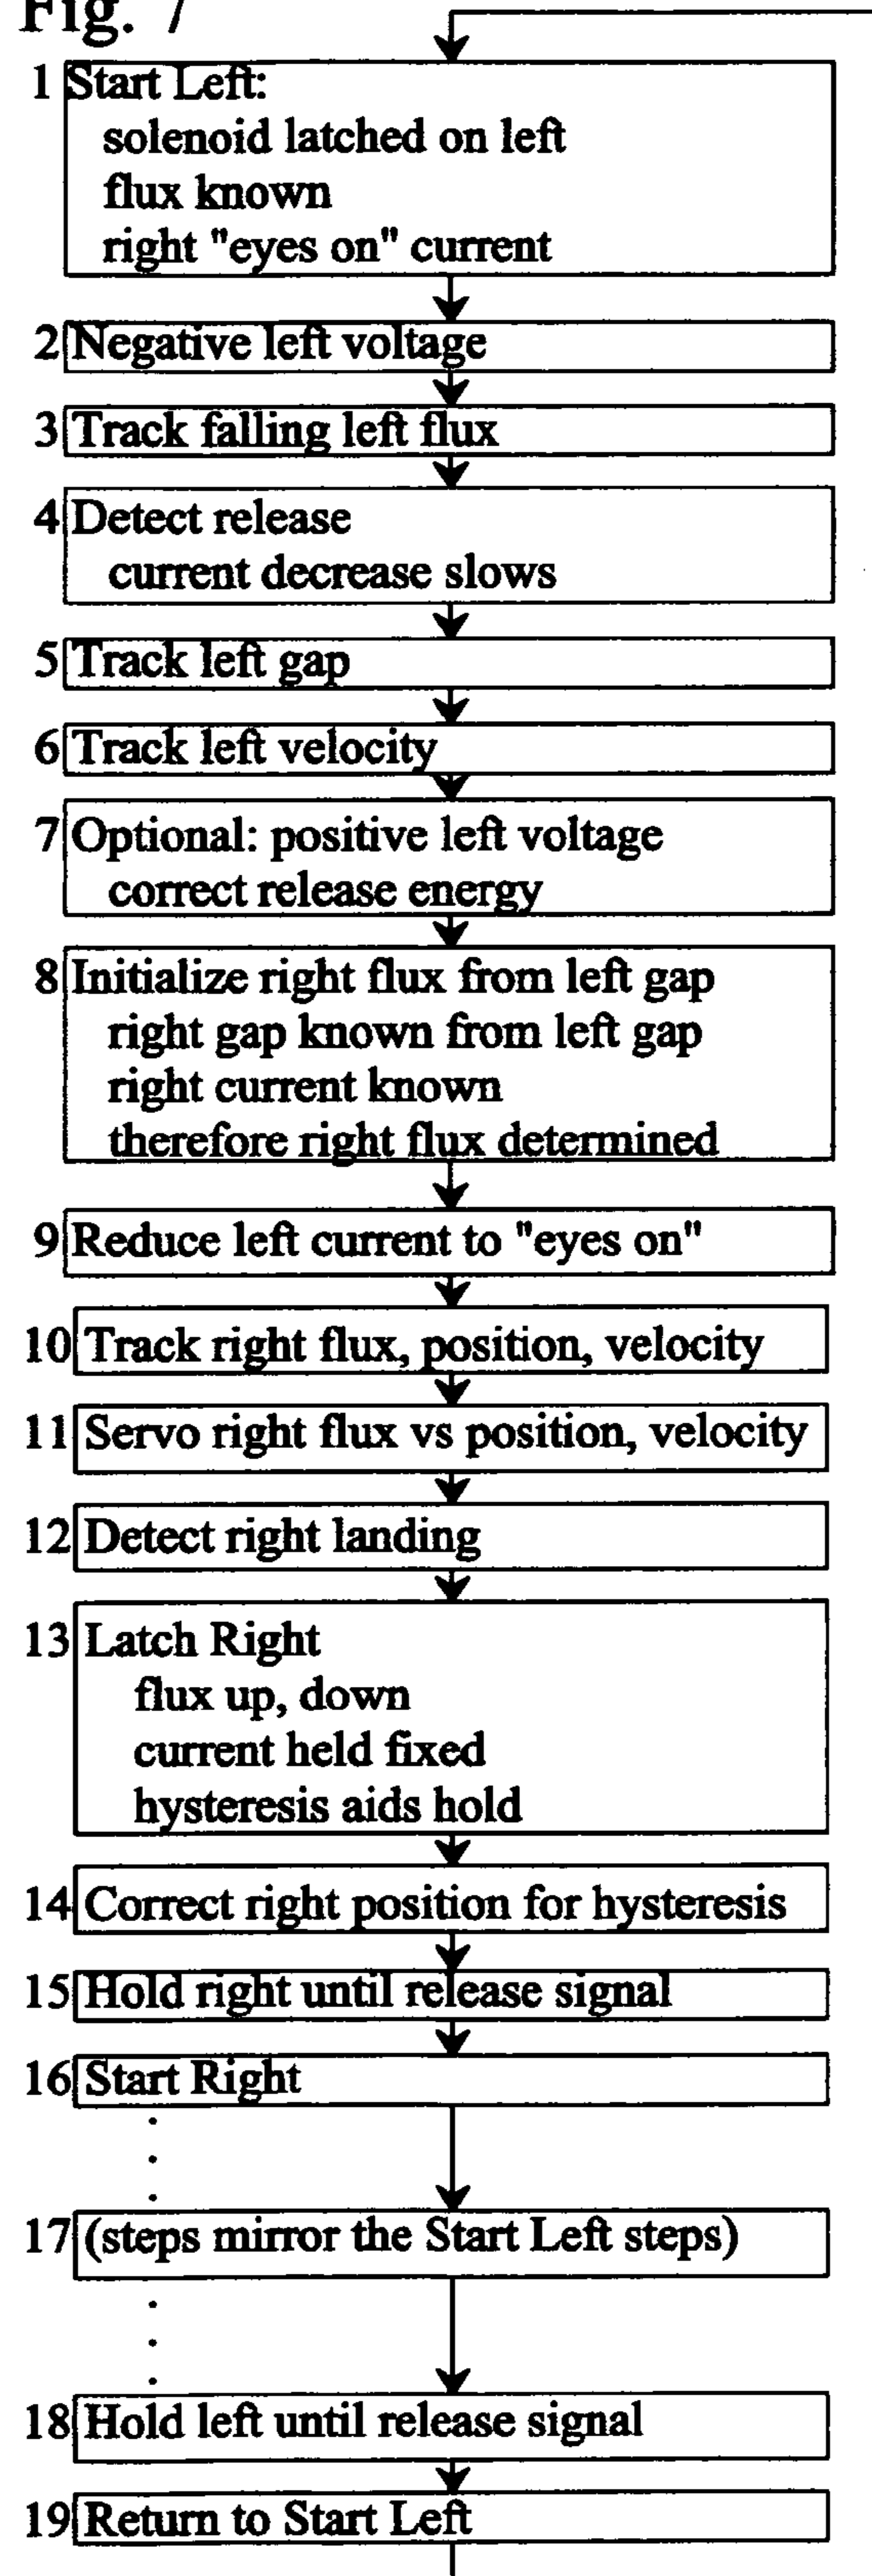 Fig. 7
1 Start Left:
solenoid latched on left
flux known
right "eyes on" current
2 Negative left voltage
3 Track falling left flux
4 Detect release
current decrease slows
5 Track left gap
6 Track left velocity
7 Optional: positive left voltage
correct release energy
8 Initialize right flux from left gap
right gap known from left gap
right current known
therefore right flux determined
9 Reduce left current to "eyes on"
10 Track right flux, position, velocity
11 Servo right flux vs position, velocity
12 Detect right landing
13 Latch Right
flux up, down
current held fixed
hysteresis aids hold
14 Correct right position for hysteresis
15 Hold right until release signal
16 Start Right
17 (steps mirror the Start Left steps)
18 Hold left until release signal
19 Return to Start Left